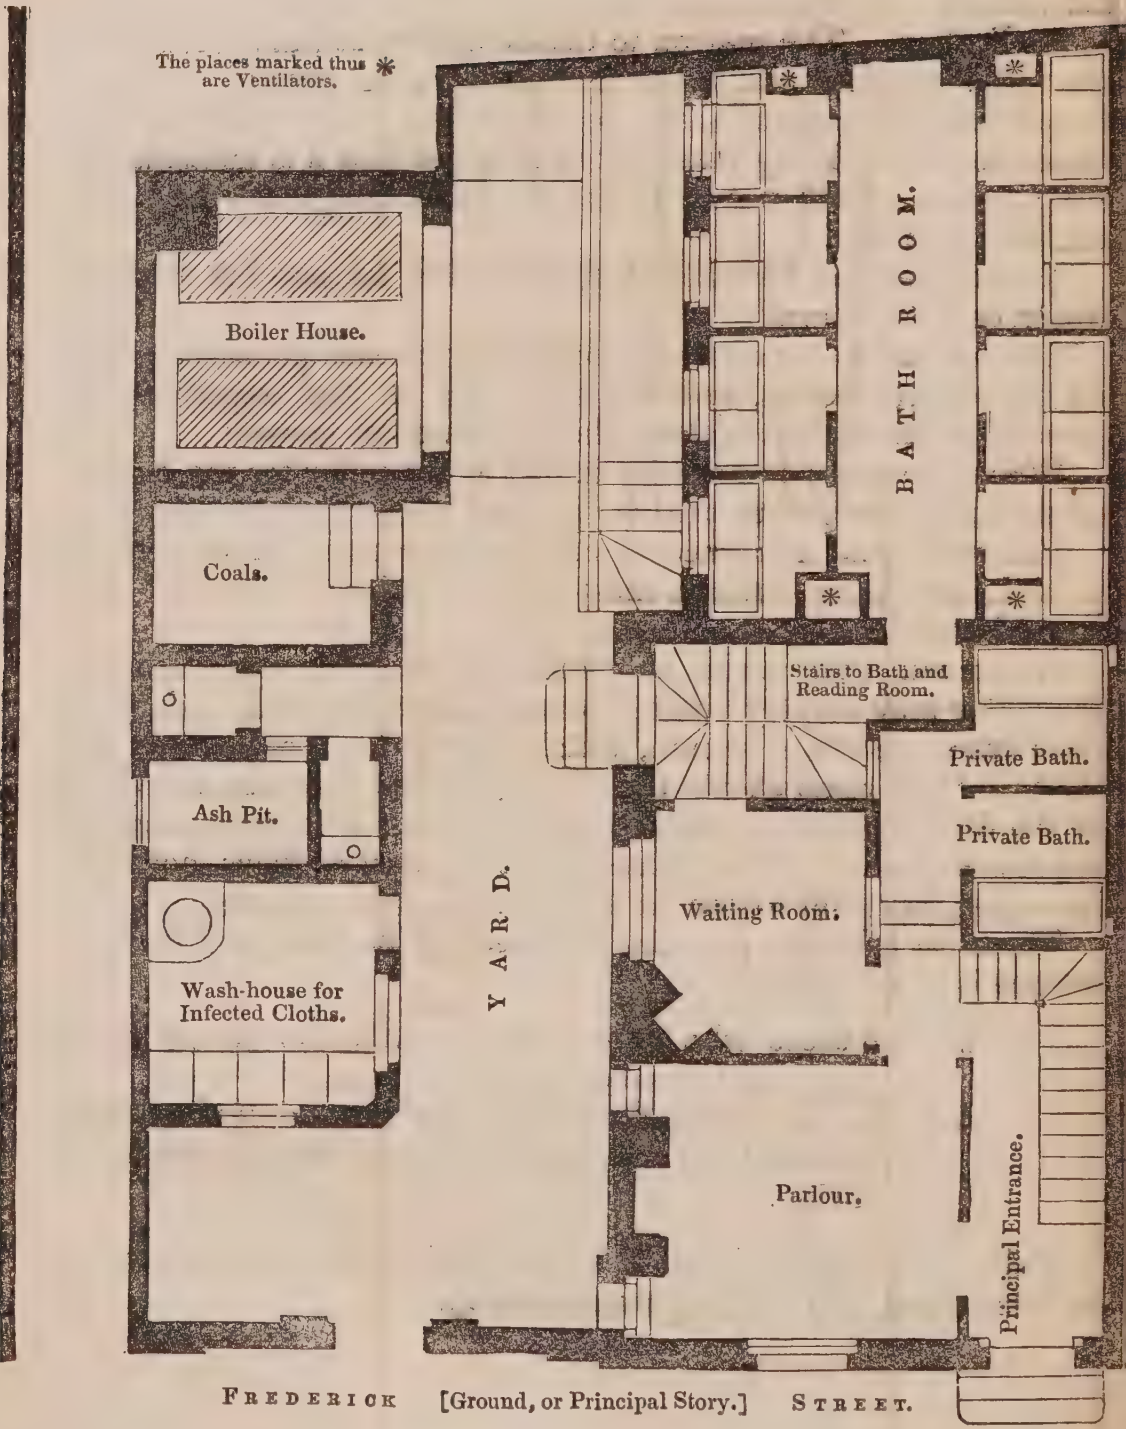 The places marked thus *
are Ventilators.
*
*
BATH ROOM.
Boiler House.
Coals.
*
*
Stairs to Bath and
Reading Room.
Private Bath.
Ash Pit.
Private Bath.
YARD.
Waiting Room.
Wash-house for
Infected Cloths.
Parlour.
Principal Entrance.
FREDERICK [Ground, or Principal Story.] STREET.